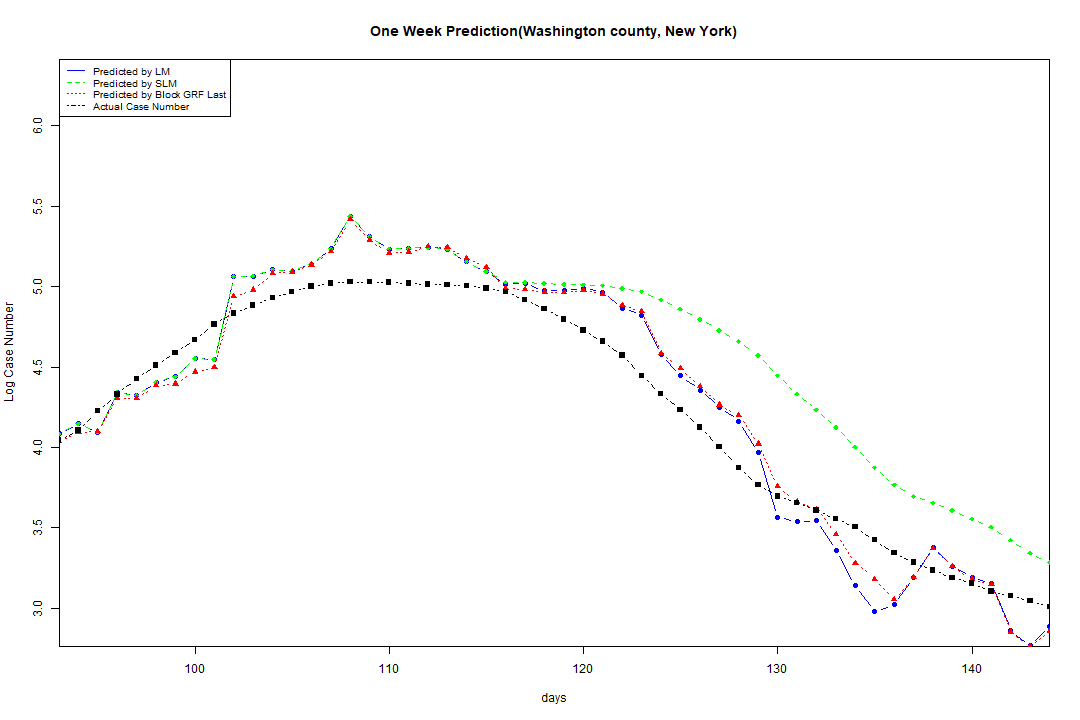 One Week Prediction(Washington county, New York)
Predicted by LM
Predicted by SLM
Predicted by Block GRF Last
Actual Case Number
6.0
5.5
5.0
4.5
4.0
3.5
3.0
Log Case Number
100 110 120 130 140
days